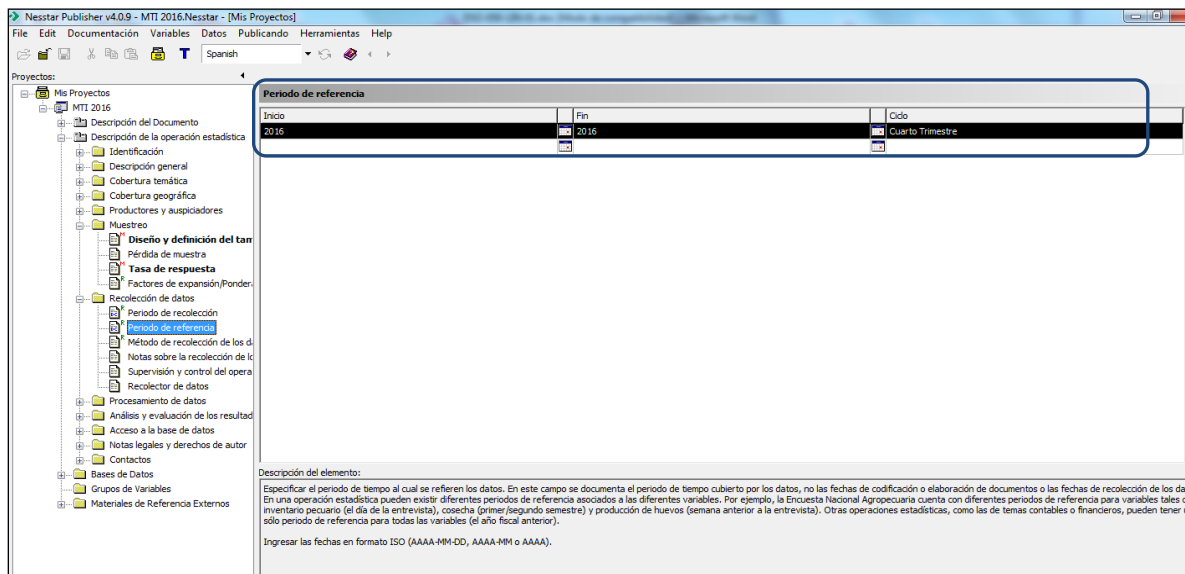 Nesstar Publisher v4.0.9 - MTI 2016.Nesstar - [Mis Proyectos]
File Edit Documentación Variables Datos Publicando Herramientas Help
T Spanish
Proyectos:
Mis Proyectos
MTI 2016
Descripción del Documento
Descripción de la operación estadística
Identificación
Descripción general
Cobertura temática
Cobertura geográfica
Productores y auspiciadores
Muestreo
M Diseño y definición del tam
Pérdida de muestra
M Tasa de respuesta
R Factores de expansión/Ponder
Recolección de datos
R Periodo de recolección
R Periodo de referencia
R Método de recolección de los d
Notas sobre la recolección de lo
Supervisión y control del opera
Recolector de datos
Procesamiento de datos
Análisis y evaluación de los resultad
Acceso a la base de datos
Notas legales y derechos de autor
Contactos
Bases de Datos
Grupos de Variables
Materiales de Referencia Externos
Periodo de referencia
Inicio Fin Ciclo
2016 2016 Cuarto Trimestre
Descripción del elemento:
Especificar el periodo de tiempo al cual se refieren los datos. En este campo se documenta el periodo de tiempo cubierto por los datos, no las fechas de codificación o elaboración de documentos o las fechas de recolección de los da
En una operación estadística pueden existir diferentes periodos de referencia asociados a las diferentes variables. Por ejemplo, la Encuesta Nacional Agropecuaria cuenta con diferentes periodos de referencia para variables tales c
inventario pecuario (el día de la entrevista), cosecha (primer/segundo semestre) y producción de huevos (semana anterior a la entrevista). Otras operaciones estadísticas, como las de temas contables o financieros, pueden tener
sólo periodo de referencia para todas las variables (el año fiscal anterior).
Ingresar las fechas en formato ISO (AAAA-MM-DD, AAAA-MM o AAAA).